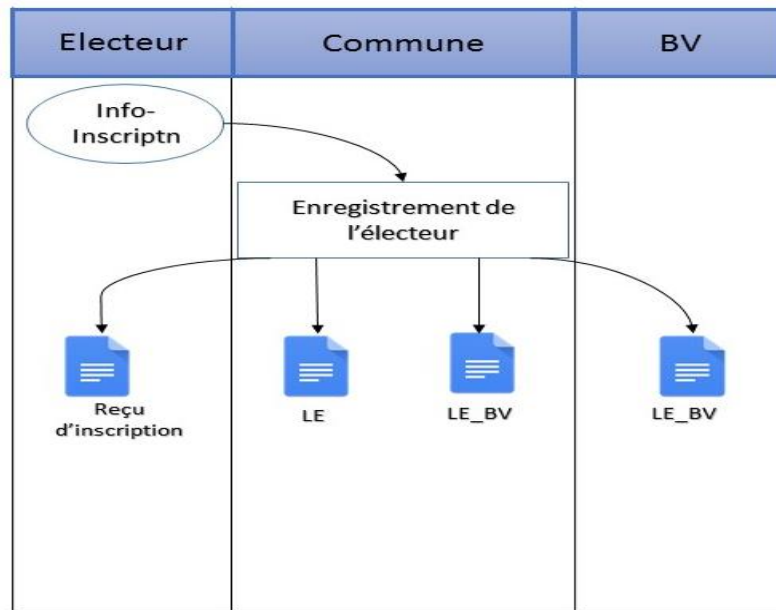 Electeur
Commune
BV
Info-
Inscriptn
Enregistrement de
l'électeur
Reçu
d'inscription
LE
LE_BV
LE_BV